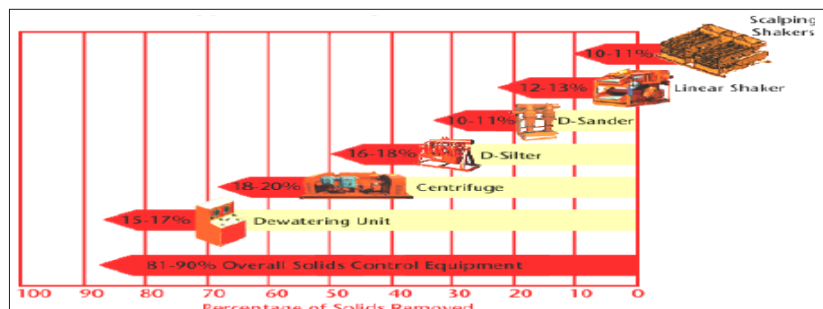 Scalping
Shakers
10-11%
12-13%
Linear Shaker
10-11%
D-Sander
16-18%
D-Silter
18-20%
Centrifuge
15-17%
Dewatering Unit
81-90% Overall Solids Control Equipment
100 90 80 70 60 50 40 30 20 10 0
Percentage of Solids Removed